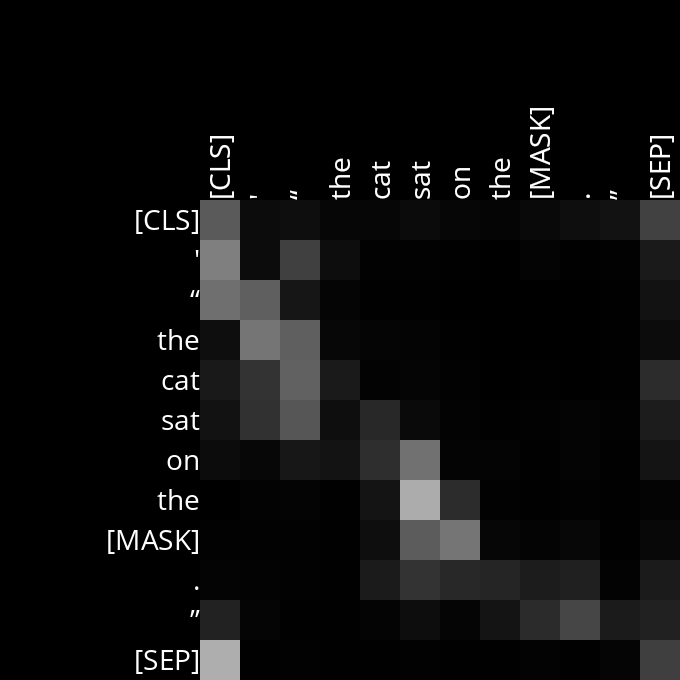 [CLS] ' “ the cat sat on the [MASK] . ” [SEP]
[CLS]
'
“
the
cat
sat
on
the
[MASK]
.
”
[SEP]